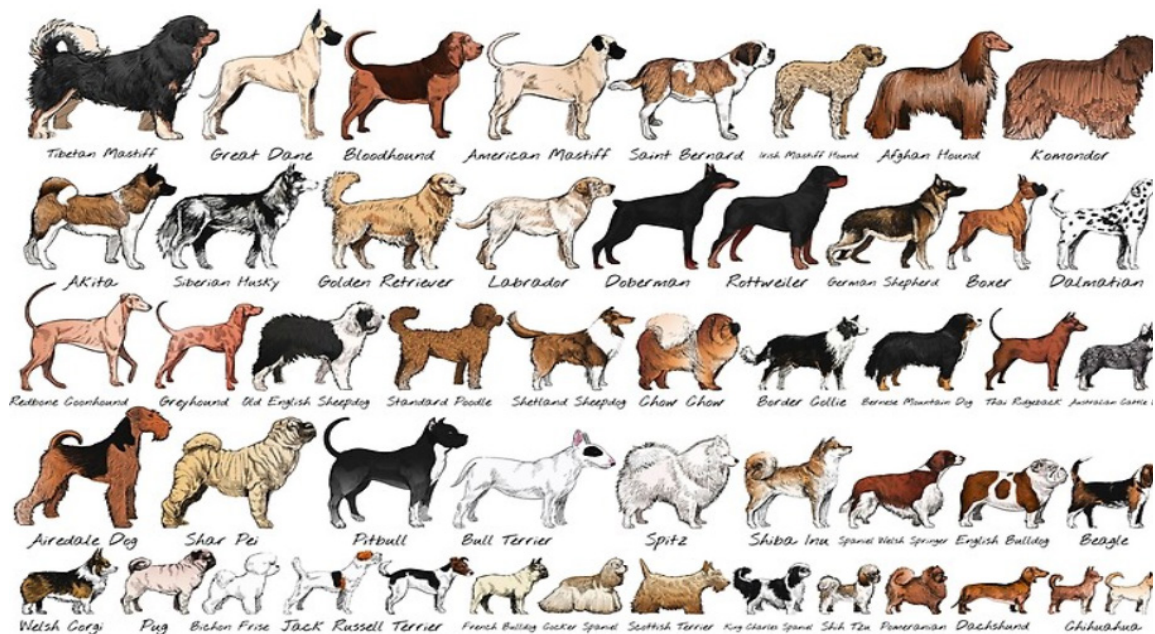 Tibetan Mastiff Great Dane Bloodhound American Mastiff Saint Bernard Irish Mastiff Hound Afghan Hound Komondor
Akita Siberian Husky Golden Retriever Labrador Doberman Rottweiler German Shepherd Boxer Dalmatian
Redbone Coonhound Greyhound Old English Sheepdog Standard Poodle Shetland Sheepdog Chow Chow Border Collie Bernese Mountain Dog Thai Ridgeback Australian Cattle D
Airedale Dog Shar Pei Pitbull Bull Terrier Spitz Shiba Inu Spaniel Welsh Springer English Bulldog Beagle
Welsh Corgi Pug Bichon Frise Jack Russell Terrier French Bulldog Cocker Spaniel Scottish Terrier King Charles Spaniel Shih Tzu Pomeranian Dachshund Chihuahua